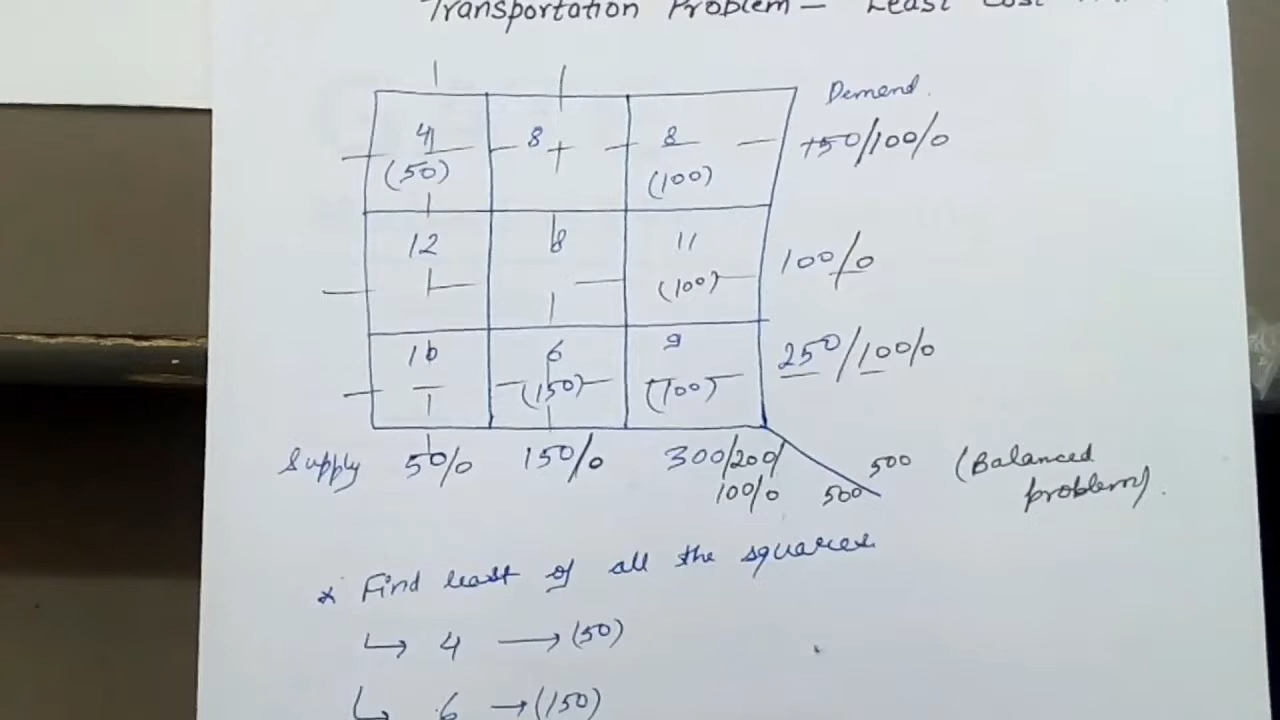 Transportation Problem – Least Cost
Demand.
4 8 8 150/100/0
(50) (100)
12 8 11 100/0
(100)
16 6 9 250/100/0
(150) (100)
Supply 50/0 150/0 300/200/ 500 (Balanced
100/0 500 problem).
* Find least of all the squares
↳ 4 → (50)
↳ 6 → (150)